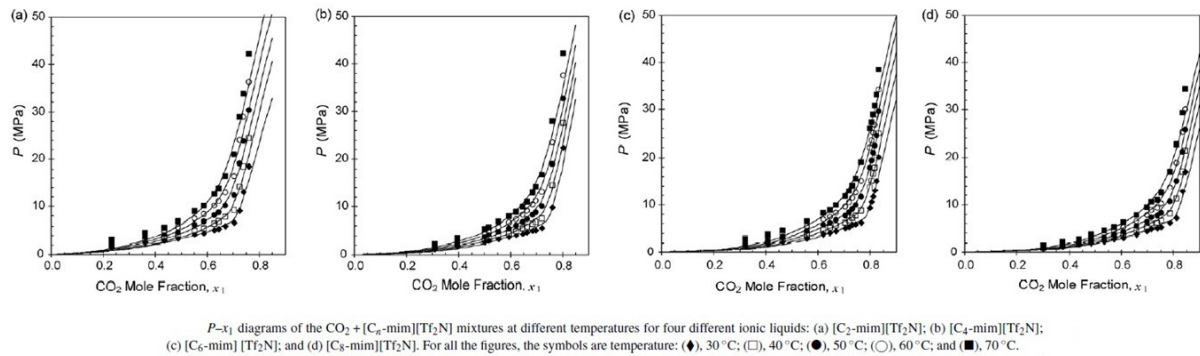 (a)
50
40
30
20
10
0
P (MPa)
0.0 0.2 0.4 0.6 0.8
CO₂ Mole Fraction, x₁
(b)
50
40
30
20
10
0
P (MPa)
0.0 0.2 0.4 0.6 0.8
CO₂ Mole Fraction, x₁
(c)
50
40
30
20
10
0
P (MPa)
0.0 0.2 0.4 0.6 0.8
CO₂ Mole Fraction, x₁
(d)
50
40
30
20
10
0
P (MPa)
0.0 0.2 0.4 0.6 0.8
CO₂ Mole Fraction, x₁
P–x₁ diagrams of the CO₂ + [Cₙ-mim][Tf₂N] mixtures at different temperatures for four different ionic liquids: (a) [C₂-mim][Tf₂N]; (b) [C₄-mim][Tf₂N];
(c) [C₆-mim] [Tf₂N]; and (d) [C₈-mim][Tf₂N]. For all the figures, the symbols are temperature: (♦), 30 °C; (□), 40 °C; (●), 50 °C; (○), 60 °C; and (■), 70 °C.